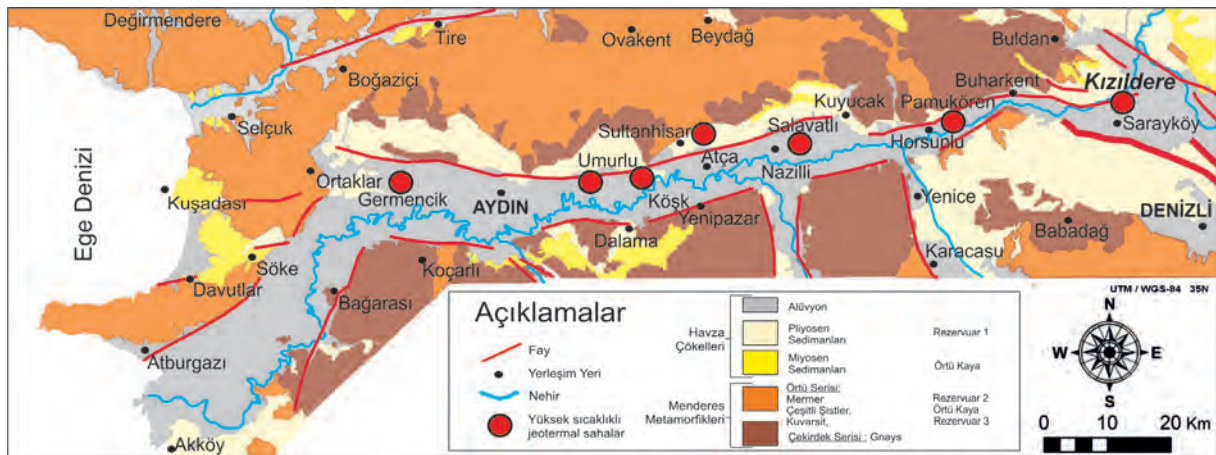 Değirmendere
Tire
Ovakent
Beydağ
Buldan
Boğaziçi
Buharkent
Kızıldere
Selçuk
Kuyucak
Pamukören
Sultanhisar
Salavatlı
Sarayköy
Horsunlu
Umurlu
Atça
Ortaklar
Nazilli
Germencik
AYDIN
Köşk
Yenice
Kuşadası
Yenipazar
DENİZLİ
Ege Denizi
Babadağ
Dalama
Söke
Koçarlı
Karacasu
Davutlar
Bağarası
Atburgazı
Akköy
Açıklamalar
Fay
Yerleşim Yeri
Nehir
Yüksek sıcaklıklı
jeotermal sahalar
Havza
Çökelleri
Alüvyon
Pliyosen
Sedimanları
Rezervuar 1
Miyosen
Sedimanları
Örtü Kaya
Menderes
Metamorfikleri
Örtü Serisi:
Mermer
Çeşitli Şistler,
Kuvarsit,
Rezervuar 2
Örtü Kaya
Rezervuar 3
Çekirdek Serisi : Gnays
UTM / WGS-84 35N
N
W E
S
0 10 20 Km